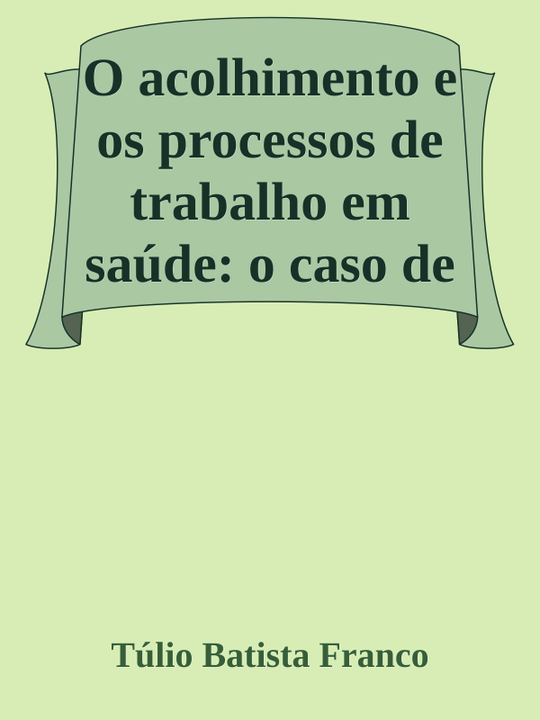 O acolhimento e
os processos de
trabalho em
saúde: o caso de
Túlio Batista Franco